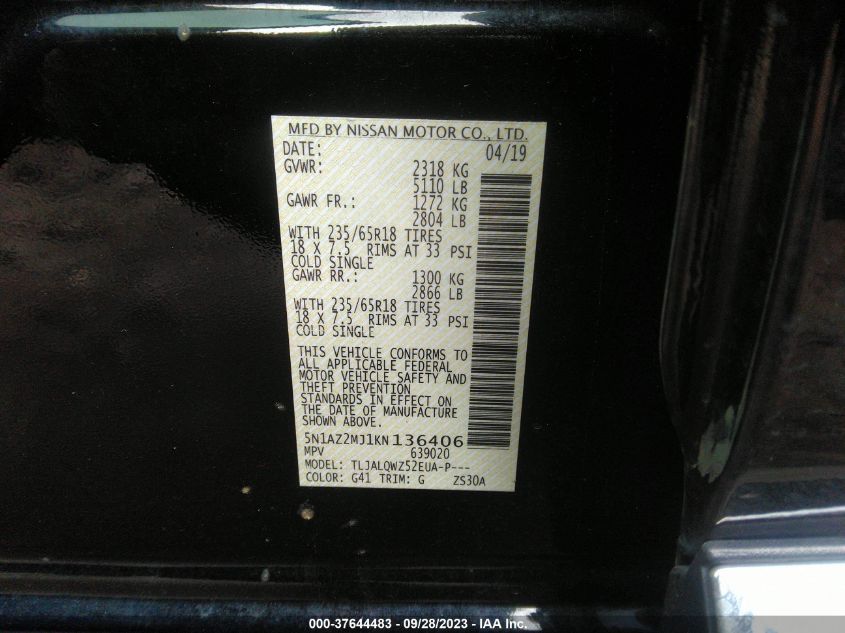 MFD BY NISSAN MOTOR CO., LTD.
DATE: 04/19
GVWR: 2318 KG
5110 LB
GAWR FR.: 1272 KG
2804 LB
WITH 235/65R18 TIRES
18 X 7.5 RIMS AT 33 PSI
COLD SINGLE
GAWR RR.: 1300 KG
2866 LB
WITH 235/65R18 TIRES
18 X 7.5 RIMS AT 33 PSI
COLD SINGLE
THIS VEHICLE CONFORMS TO
ALL APPLICABLE FEDERAL
MOTOR VEHICLE SAFETY AND
THEFT PREVENTION
STANDARDS IN EFFECT ON
THE DATE OF MANUFACTURE
SHOWN ABOVE.
5N1AZ2MJ1KN136406
MPV 639020
MODEL: TLJALQWZ52EUA-P---
COLOR: G41 TRIM: G ZS30A
000-37644483 - 09/28/2023 - IAA Inc.